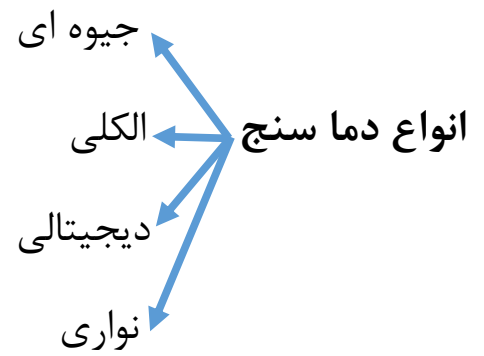 انواع دما سنج
جیوه ای
الکلی
دیجیتالی
نواری